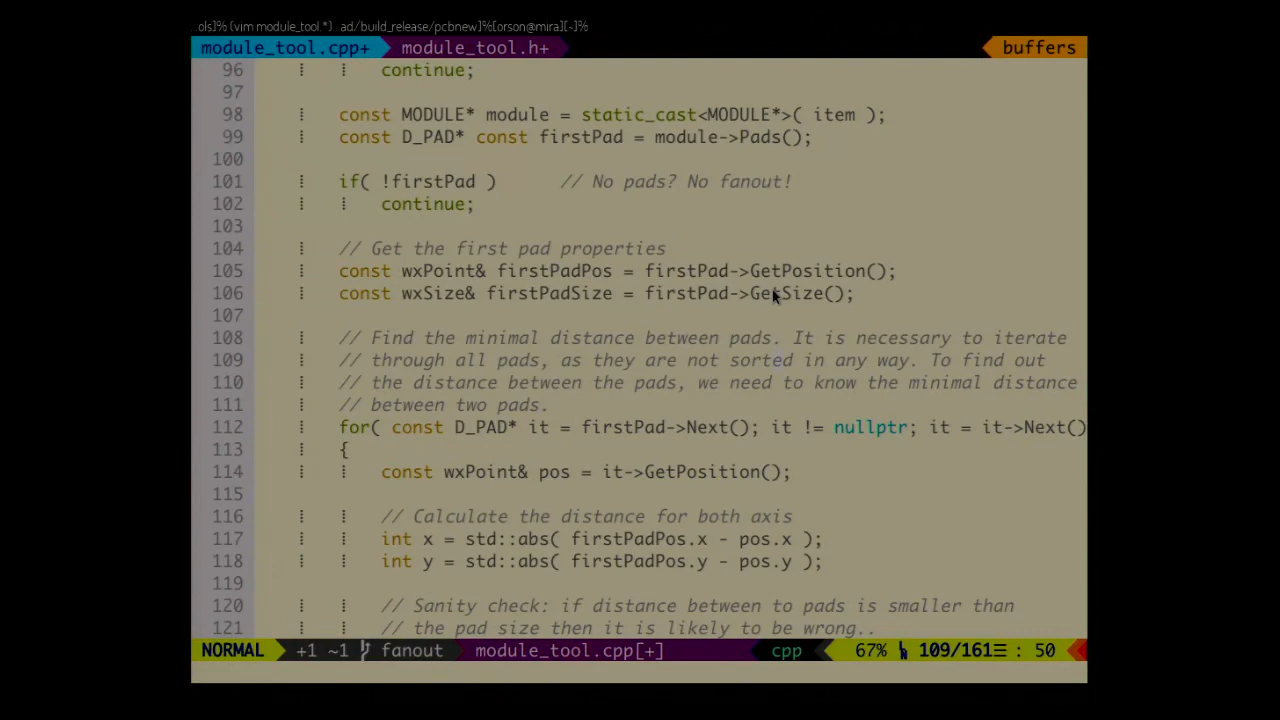 ols]% (vim module_tool.*)  ad/build_release/pcbnew]%[orson@mira][~]%
module_tool.cpp+ module_tool.h+ buffers
96 continue;
97
98 const MODULE* module = static_cast<MODULE*>( item );
99 const D_PAD* const firstPad = module->Pads();
100
101 if( !firstPad )      // No pads? No fanout!
102 continue;
103
104 // Get the first pad properties
105 const wxPoint& firstPadPos = firstPad->GetPosition();
106 const wxSize& firstPadSize = firstPad->GetSize();
107
108 // Find the minimal distance between pads. It is necessary to iterate
109 // through all pads, as they are not sorted in any way. To find out
110 // the distance between the pads, we need to know the minimal distance
111 // between two pads.
112 for( const D_PAD* it = firstPad->Next(); it != nullptr; it = it->Next()
113 {
114 const wxPoint& pos = it->GetPosition();
115
116 // Calculate the distance for both axis
117 int x = std::abs( firstPadPos.x - pos.x );
118 int y = std::abs( firstPadPos.y - pos.y );
119
120 // Sanity check: if distance between to pads is smaller than
121 // the pad size then it is likely to be wrong..
NORMAL +1 ~1 fanout module_tool.cpp[+] cpp 67% 109/161☰ : 50